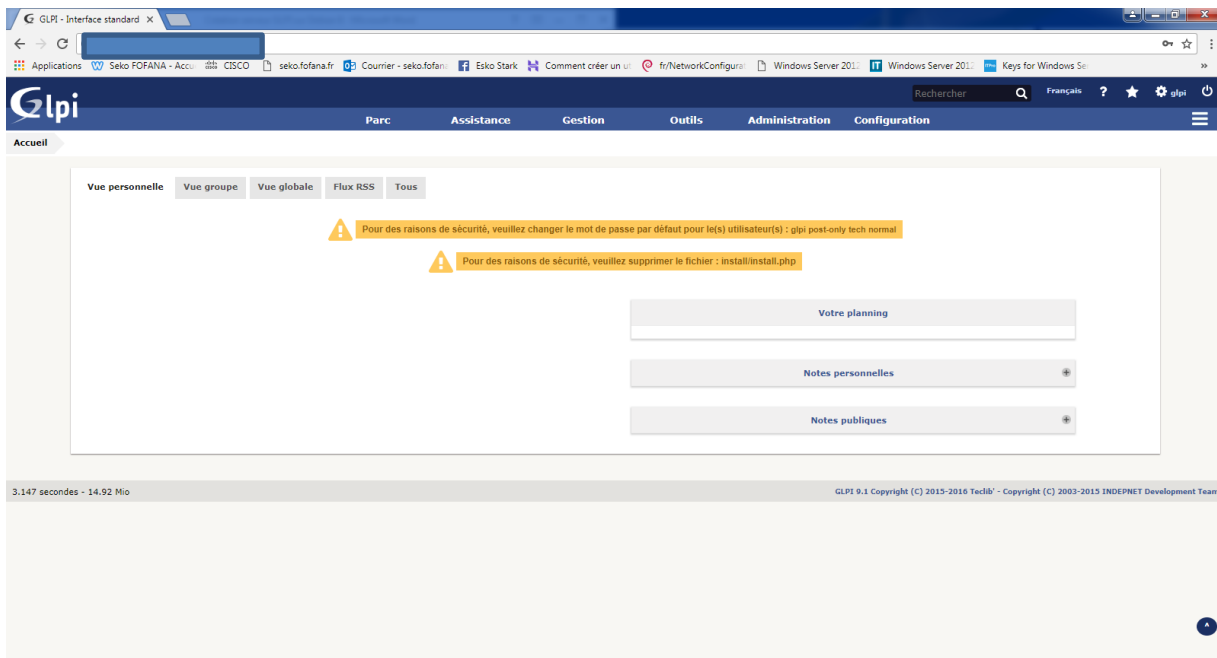 GLPI - Interface standard
Applications Seko FOFANA - Accu CISCO seko.fofana.fr Courrier - seko.fofan Esko Stark Comment créer un ut fr/NetworkConfigurat Windows Server 2012 Windows Server 2012 Keys for Windows Se »
Glpi
Rechercher Français ? glpi
Parc Assistance Gestion Outils Administration Configuration
Accueil
Vue personnelle Vue groupe Vue globale Flux RSS Tous
Pour des raisons de sécurité, veuillez changer le mot de passe par défaut pour le(s) utilisateur(s) : glpi post-only tech normal
Pour des raisons de sécurité, veuillez supprimer le fichier : install/install.php
Votre planning
Notes personnelles
Notes publiques
3.147 secondes - 14.92 Mio
GLPI 9.1 Copyright (C) 2015-2016 Teclib' - Copyright (C) 2003-2015 INDEPNET Development Team